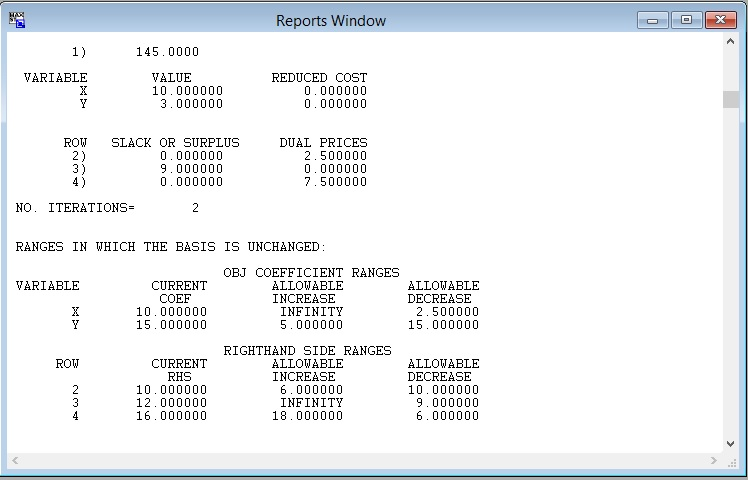 Reports Window
1) 145.0000
VARIABLE VALUE REDUCED COST
X 10.000000 0.000000
Y 3.000000 0.000000
ROW SLACK OR SURPLUS DUAL PRICES
2) 0.000000 2.500000
3) 9.000000 0.000000
4) 0.000000 7.500000
NO. ITERATIONS= 2
RANGES IN WHICH THE BASIS IS UNCHANGED:
OBJ COEFFICIENT RANGES
VARIABLE CURRENT ALLOWABLE ALLOWABLE
COEF INCREASE DECREASE
X 10.000000 INFINITY 2.500000
Y 15.000000 5.000000 15.000000
RIGHTHAND SIDE RANGES
ROW CURRENT ALLOWABLE ALLOWABLE
RHS INCREASE DECREASE
2 10.000000 6.000000 10.000000
3 12.000000 INFINITY 9.000000
4 16.000000 18.000000 6.000000